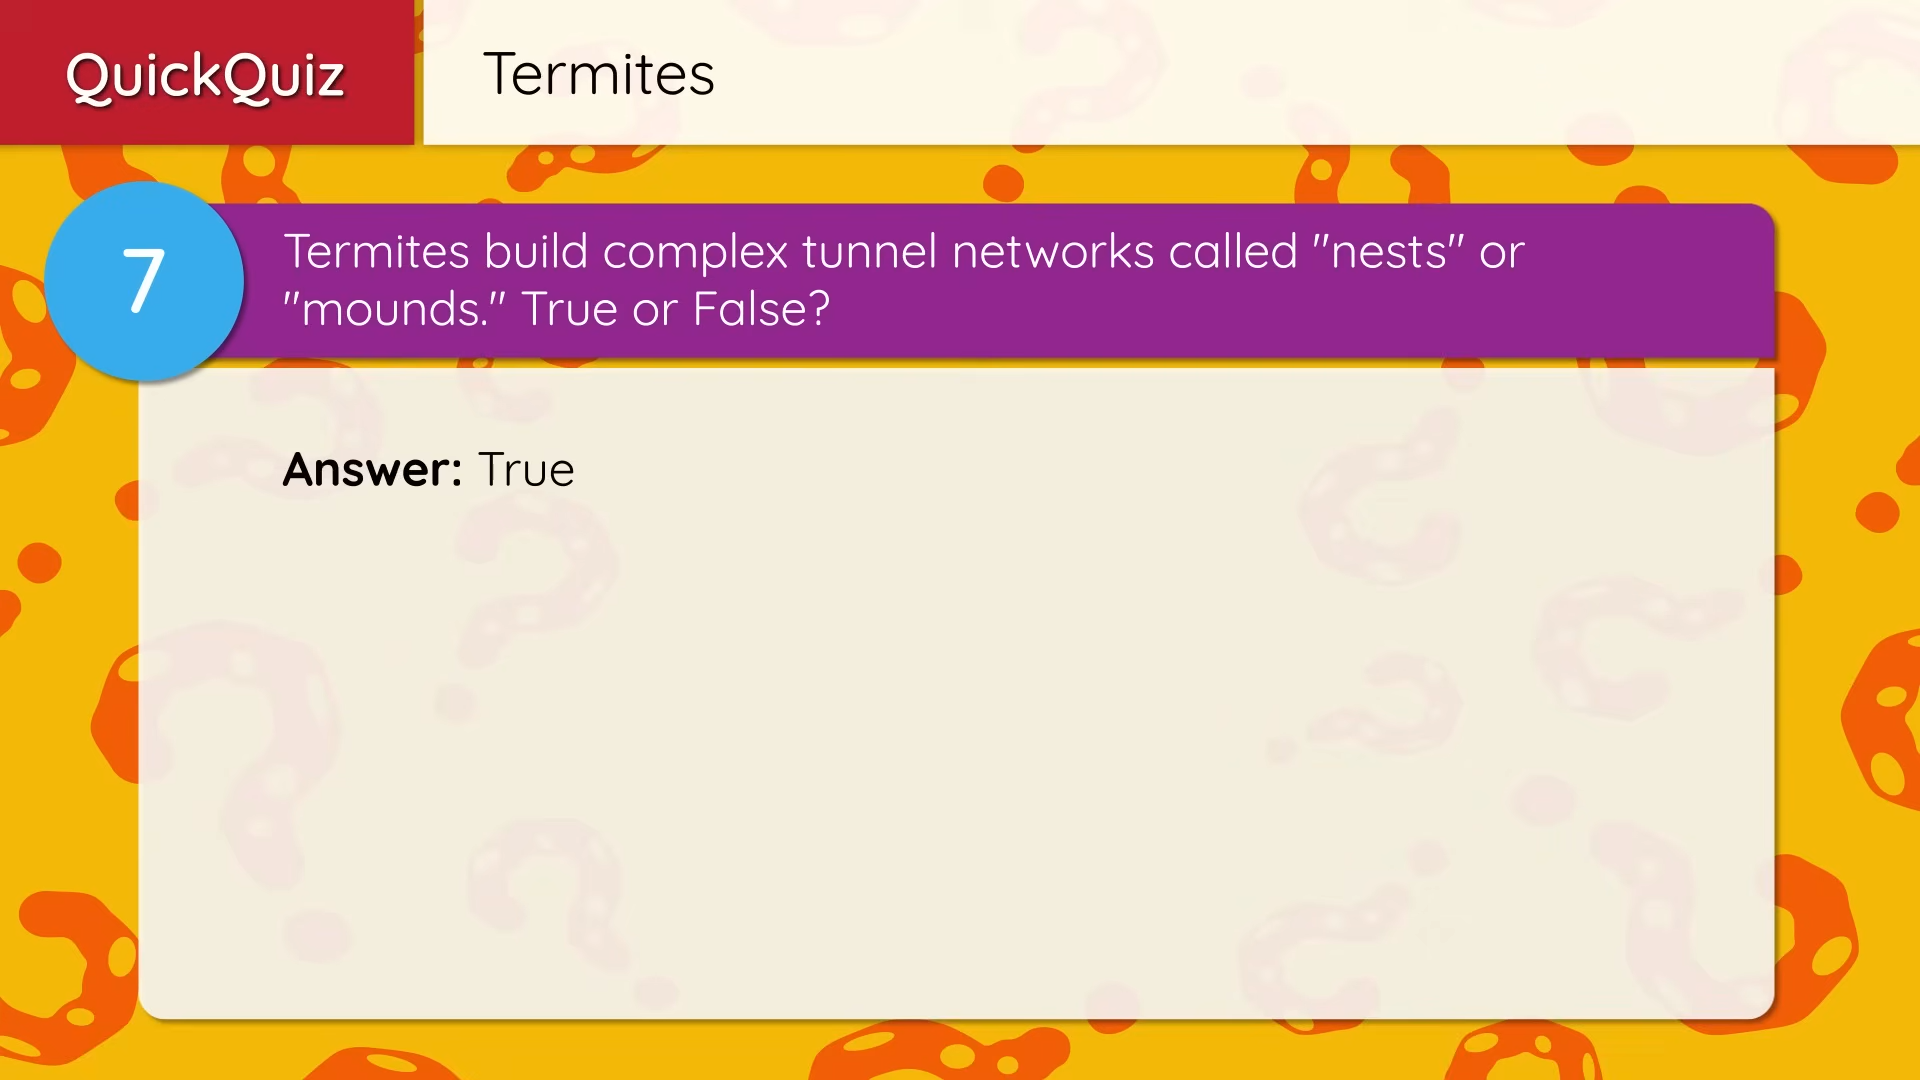 QuickQuiz
Termites
7
Termites build complex tunnel networks called "nests" or
"mounds." True or False?
Answer: True